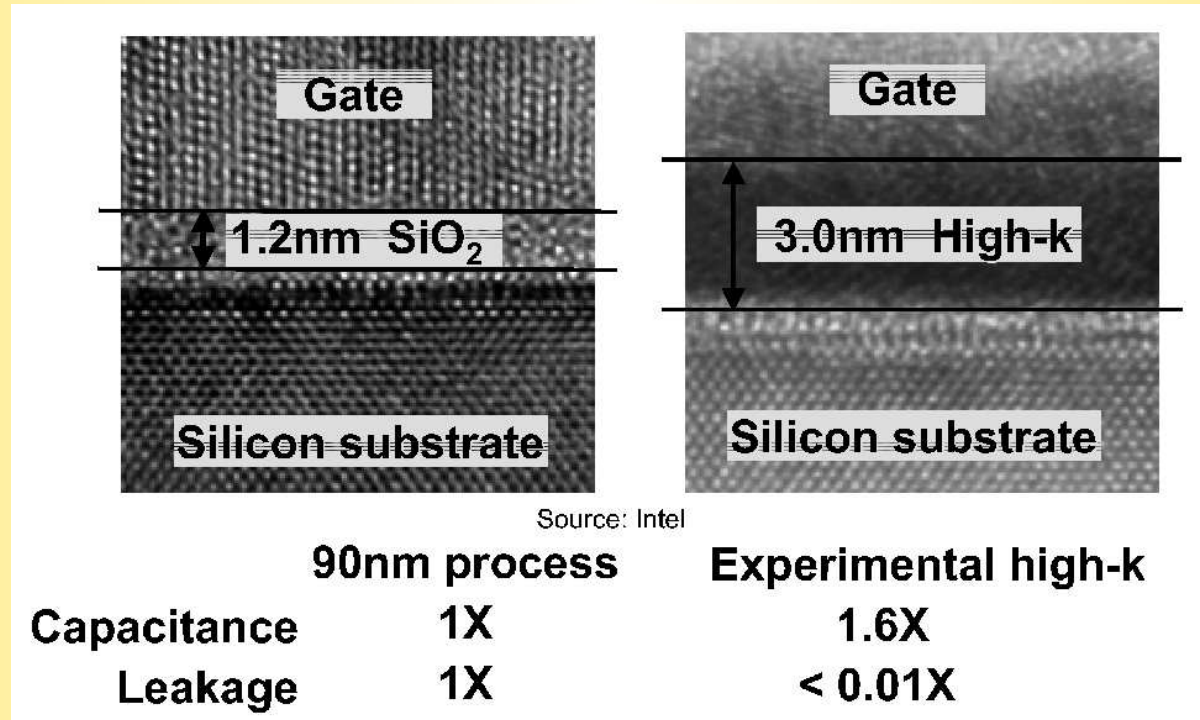 Gate
1.2nm SiO₂
Silicon substrate
Gate
3.0nm High-k
Silicon substrate
Source: Intel
90nm process Experimental high-k
Capacitance 1X 1.6X
Leakage 1X < 0.01X